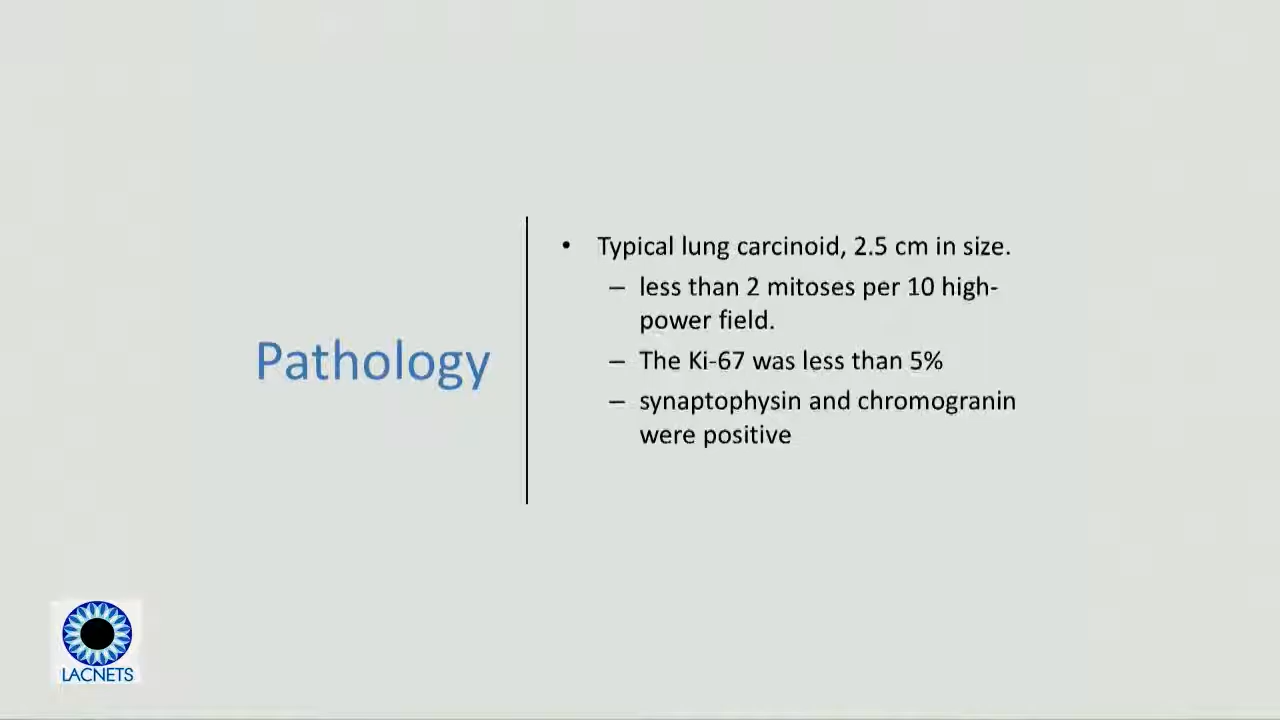 Pathology
• Typical lung carcinoid, 2.5 cm in size.
– less than 2 mitoses per 10 high-
power field.
– The Ki-67 was less than 5%
– synaptophysin and chromogranin
were positive
LACNETS